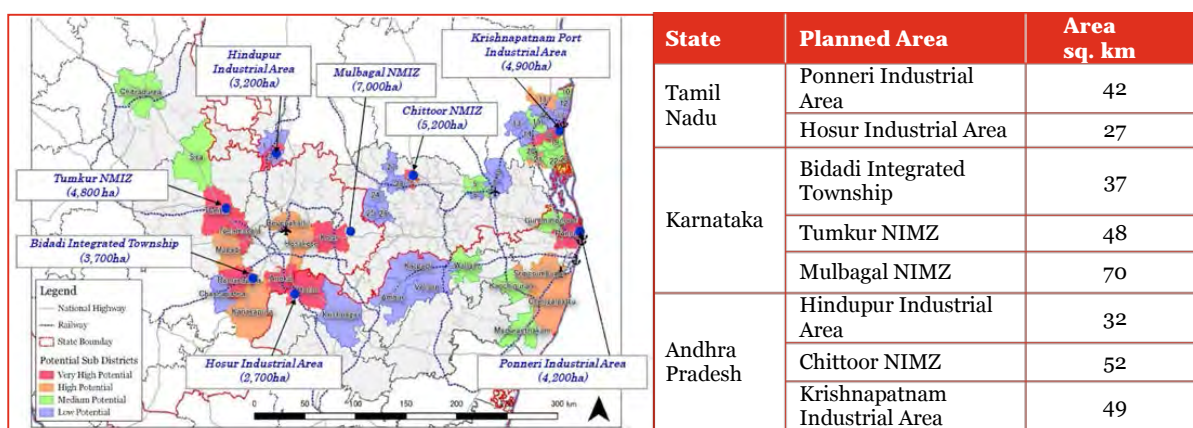 Hindupur
Industrial Area
(3,200ha)
Krishnapatnam Port
Industrial Area
(4,900ha)
Mulbagal NMIZ
(7,000ha)
Chittoor NMIZ
(5,200ha)
Tumkur NMIZ
(4,800 ha)
Bidadi Integrated Township
(3,700ha)
Hosur Industrial Area
(2,700ha)
Ponneri Industrial Area
(4,200ha)
Chitradurga
Sira
Legend
National Highway
Railway
State Boundary
Potential Sub Districts
Very High Potential
High Potential
Medium Potential
Low Potential
0
100
200
300 km
State
Planned Area
Area
sq. km
Tamil
Nadu
Ponneri Industrial
Area
42
Hosur Industrial Area
27
Karnataka
Bidadi Integrated
Township
37
Tumkur NIMZ
48
Mulbagal NIMZ
70
Andhra
Pradesh
Hindupur Industrial
Area
32
Chittoor NIMZ
52
Krishnapatnam
Industrial Area
49